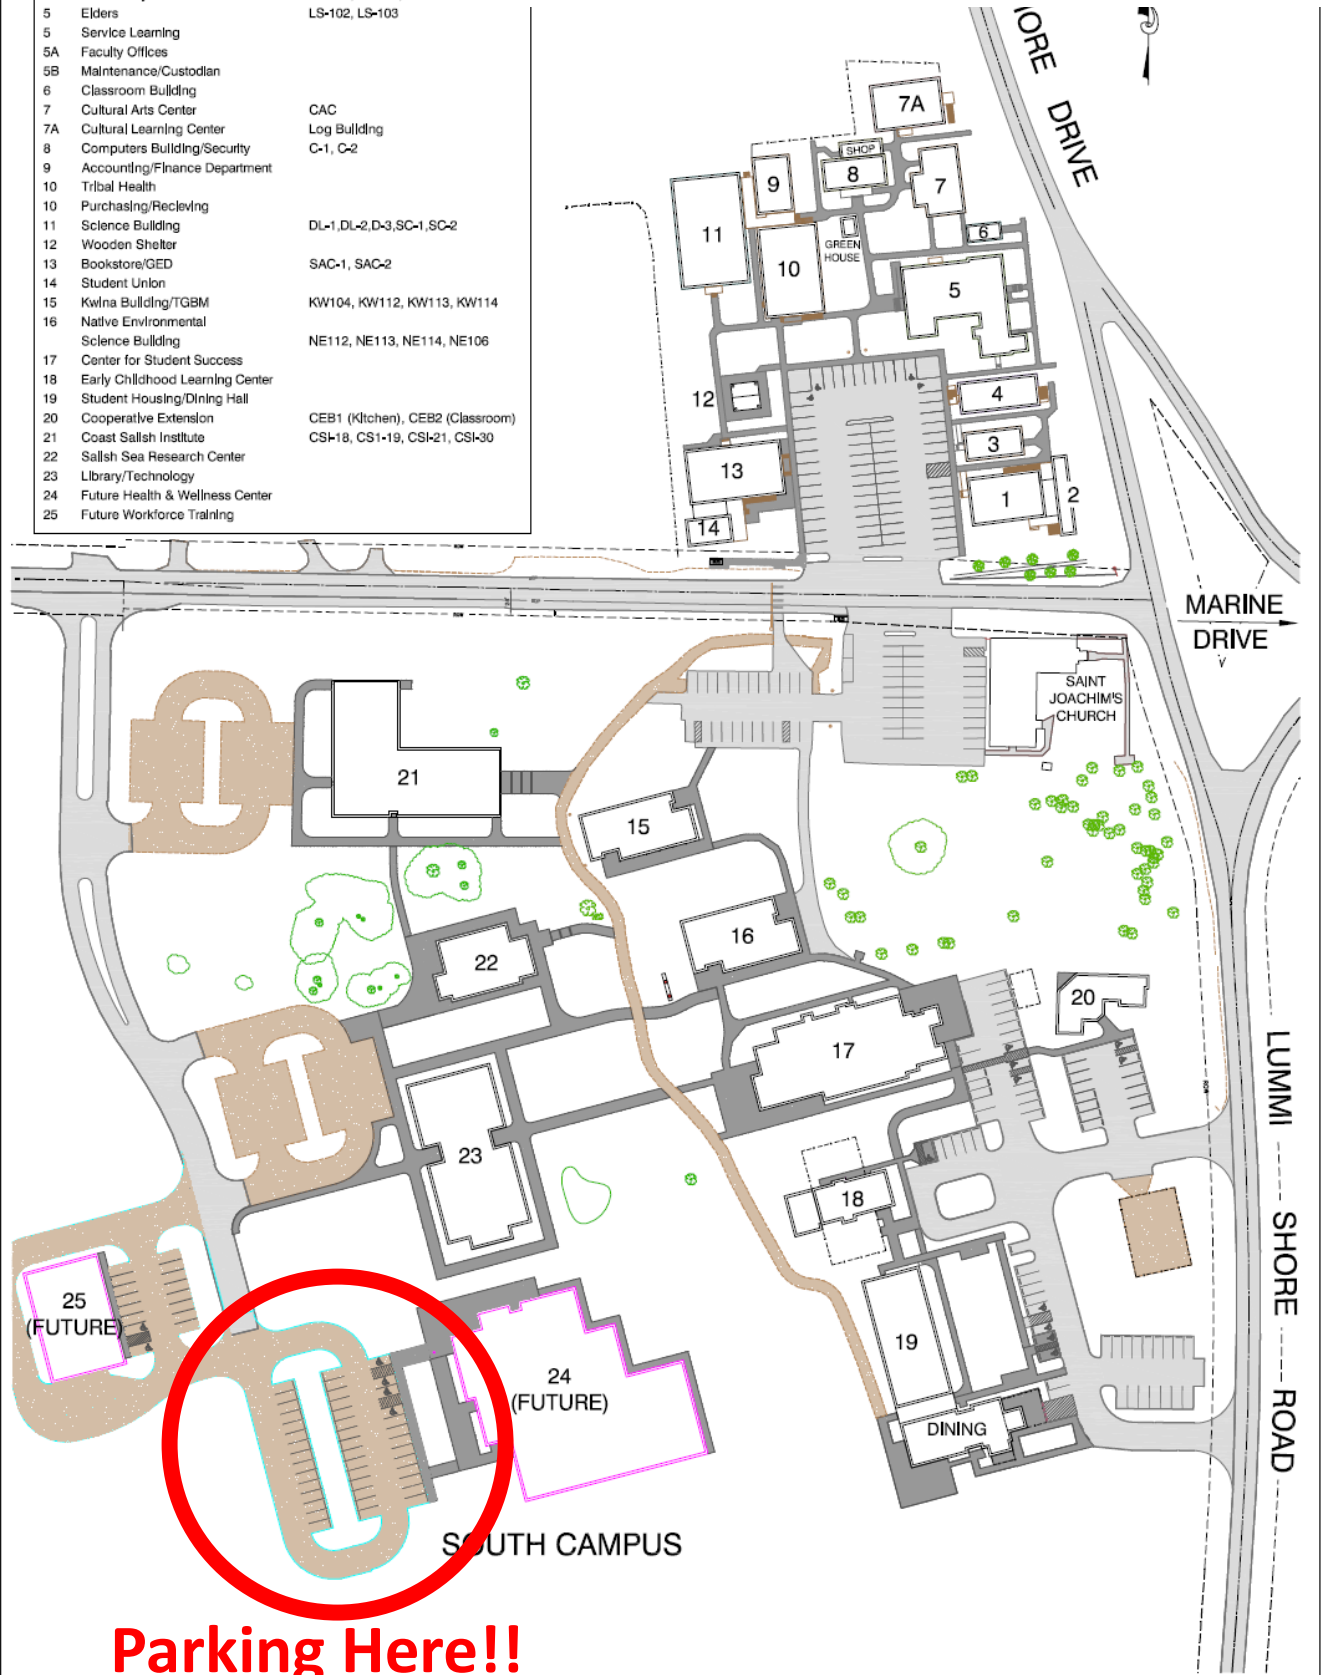 5 Elders LS-102, LS-103
5 Service Learning
5A Faculty Offices
5B Maintenance/Custodian
6 Classroom Building
7 Cultural Arts Center CAC
7A Cultural Learning Center Log Building
8 Computers Building/Security C-1, C-2
9 Accounting/Finance Department
10 Tribal Health
10 Purchasing/Recieving
11 Science Building DL-1,DL-2,D-3,SC-1,SC-2
12 Wooden Shelter
13 Bookstore/GED SAC-1, SAC-2
14 Student Union
15 Kwina Building/TGBM KW104, KW112, KW113, KW114
16 Native Environmental
Science Building NE112, NE113, NE114, NE106
17 Center for Student Success
18 Early Childhood Learning Center
19 Student Housing/Dining Hall
20 Cooperative Extension CEB1 (Kitchen), CEB2 (Classroom)
21 Coast Salish Institute CSI-18, CS1-19, CSI-21, CSI-30
22 Salish Sea Research Center
23 Library/Technology
24 Future Health & Wellness Center
25 Future Workforce Training
ORE DRIVE
7A
SHOP
8
9
7
6
11
GREEN
HOUSE
10
5
12
4
3
13
1
2
14
MARINE
DRIVE
SAINT
JOACHIM'S
CHURCH
21
15
16
22
20
17
23
18
LUMMI SHORE ROAD
25
(FUTURE)
19
24
(FUTURE)
DINING
SOUTH CAMPUS
Parking Here!!